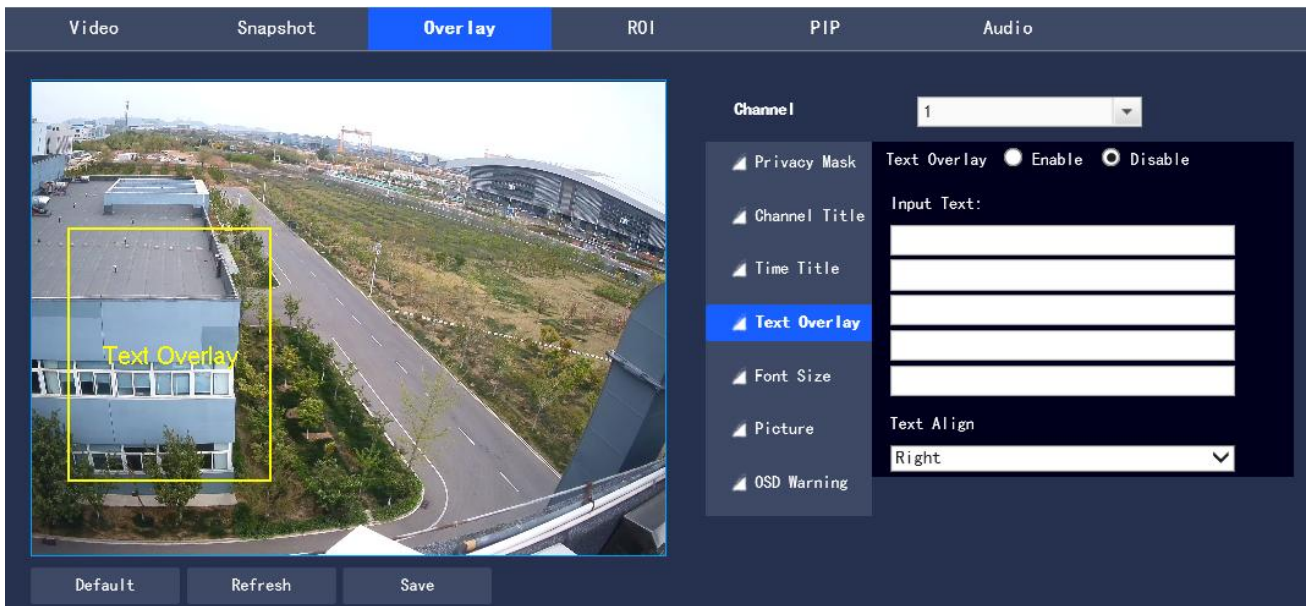 Video Snapshot Overlay ROI PIP Audio
Channel 1
Privacy Mask
Channel Title
Time Title
Text Overlay
Font Size
Picture
OSD Warning
Text Overlay Enable Disable
Input Text:
Text Align
Right
Text Overlay
Default Refresh Save